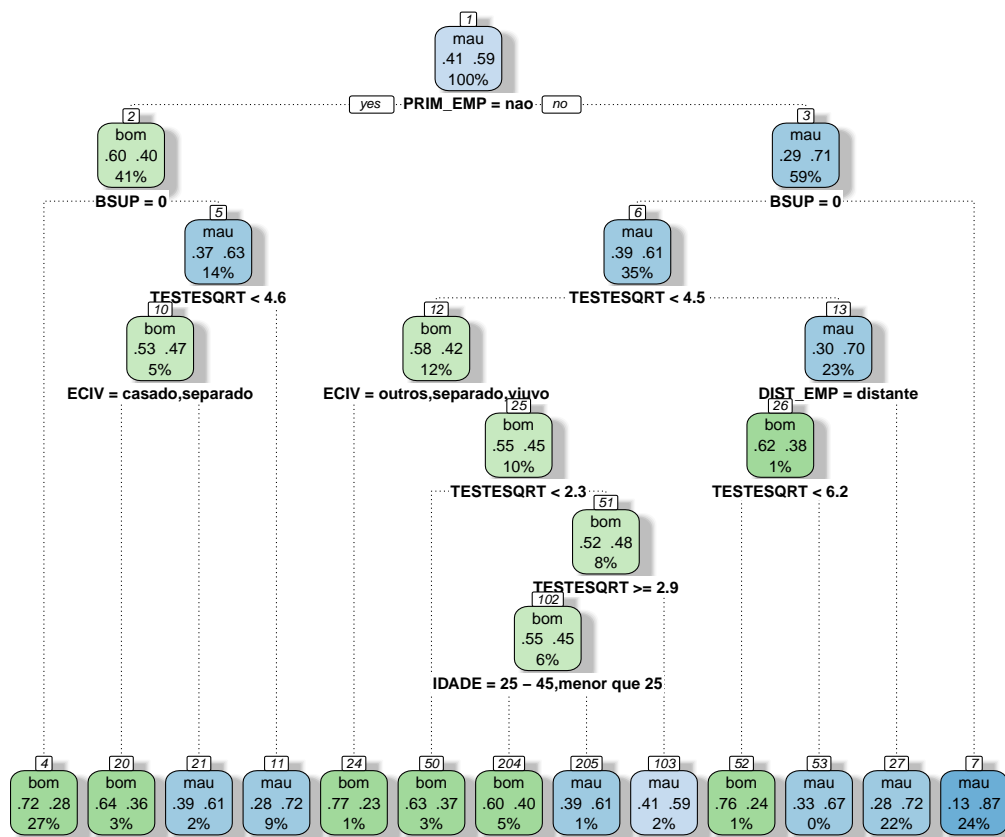 1
mau
.41 .59
100%
yes PRIM_EMP = nao no
2
bom
.60 .40
41%
3
mau
.29 .71
59%
BSUP = 0
BSUP = 0
5
mau
.37 .63
14%
6
mau
.39 .61
35%
TESTESQRT < 4.6
TESTESQRT < 4.5
10
bom
.53 .47
5%
12
bom
.58 .42
12%
13
mau
.30 .70
23%
ECIV = casado,separado
ECIV = outros,separado,viuvo
DIST_EMP = distante
25
bom
.55 .45
10%
26
bom
.62 .38
1%
TESTESQRT < 2.3
TESTESQRT < 6.2
51
bom
.52 .48
8%
TESTESQRT >= 2.9
102
bom
.55 .45
6%
IDADE = 25 – 45,menor que 25
4
bom
.72 .28
27%
20
bom
.64 .36
3%
21
mau
.39 .61
2%
11
mau
.28 .72
9%
24
bom
.77 .23
1%
50
bom
.63 .37
3%
204
bom
.60 .40
5%
205
mau
.39 .61
1%
103
mau
.41 .59
2%
52
bom
.76 .24
1%
53
mau
.33 .67
0%
27
mau
.28 .72
22%
7
mau
.13 .87
24%